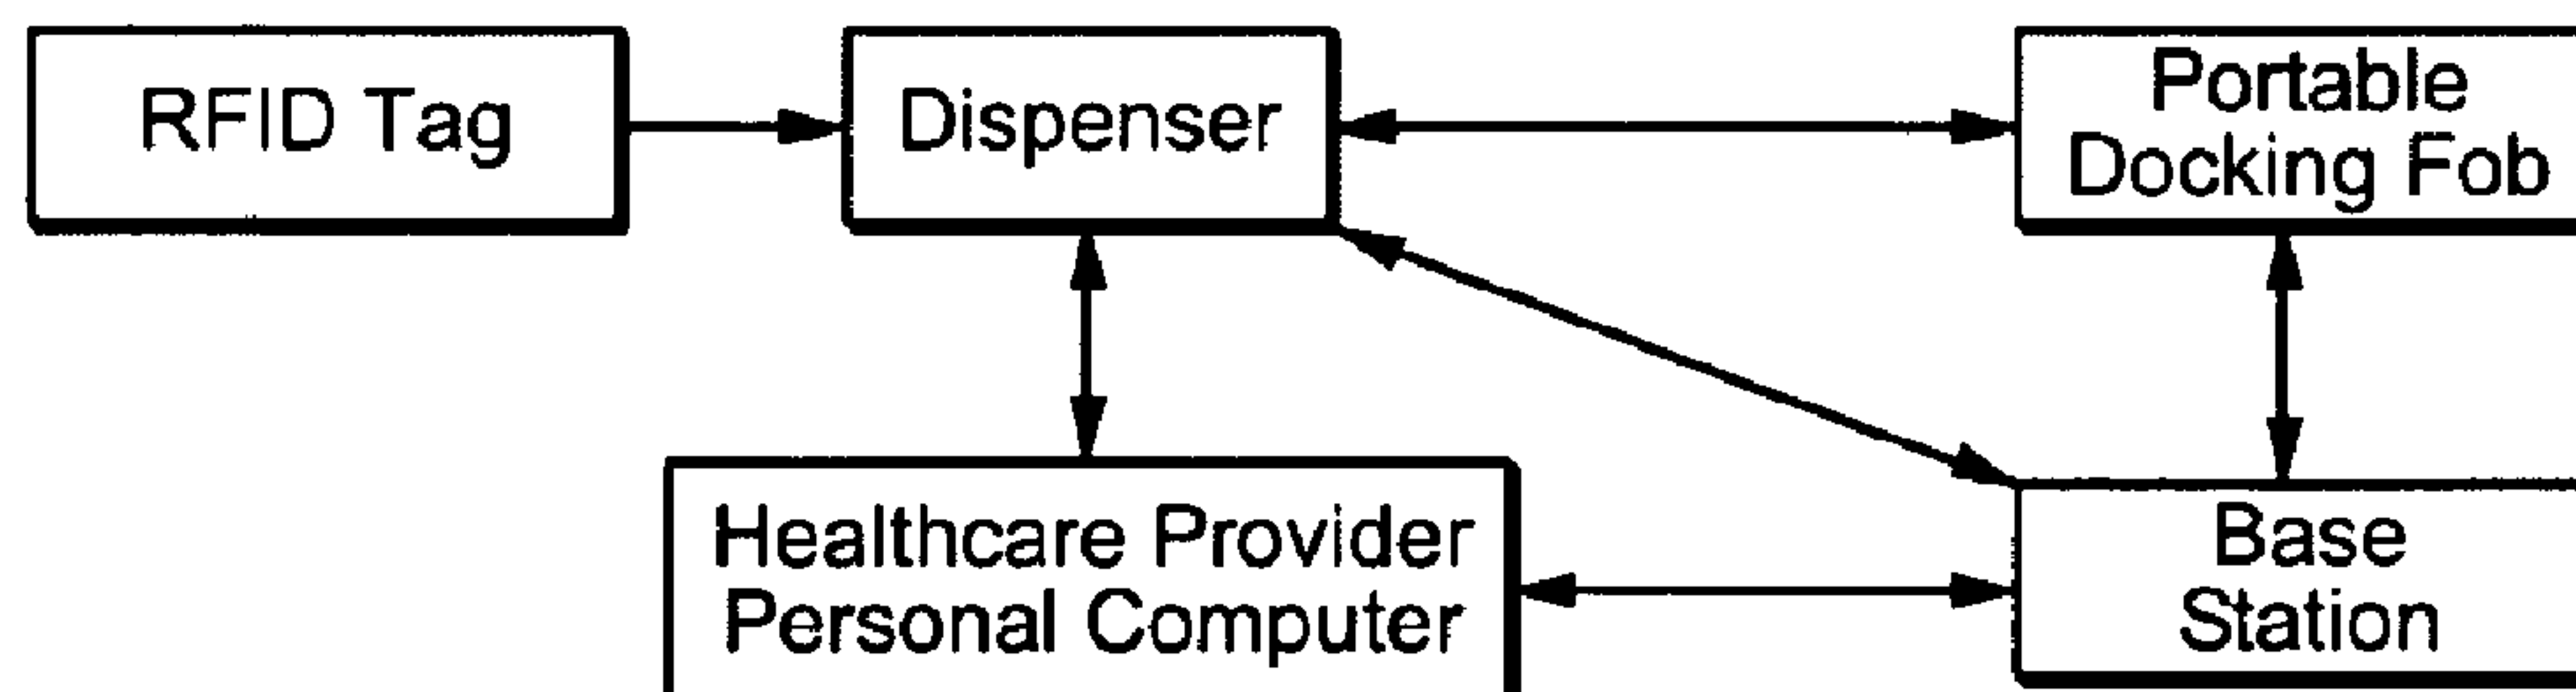 RFID Tag
Dispenser
Portable
Docking Fob
Healthcare Provider
Personal Computer
Base
Station